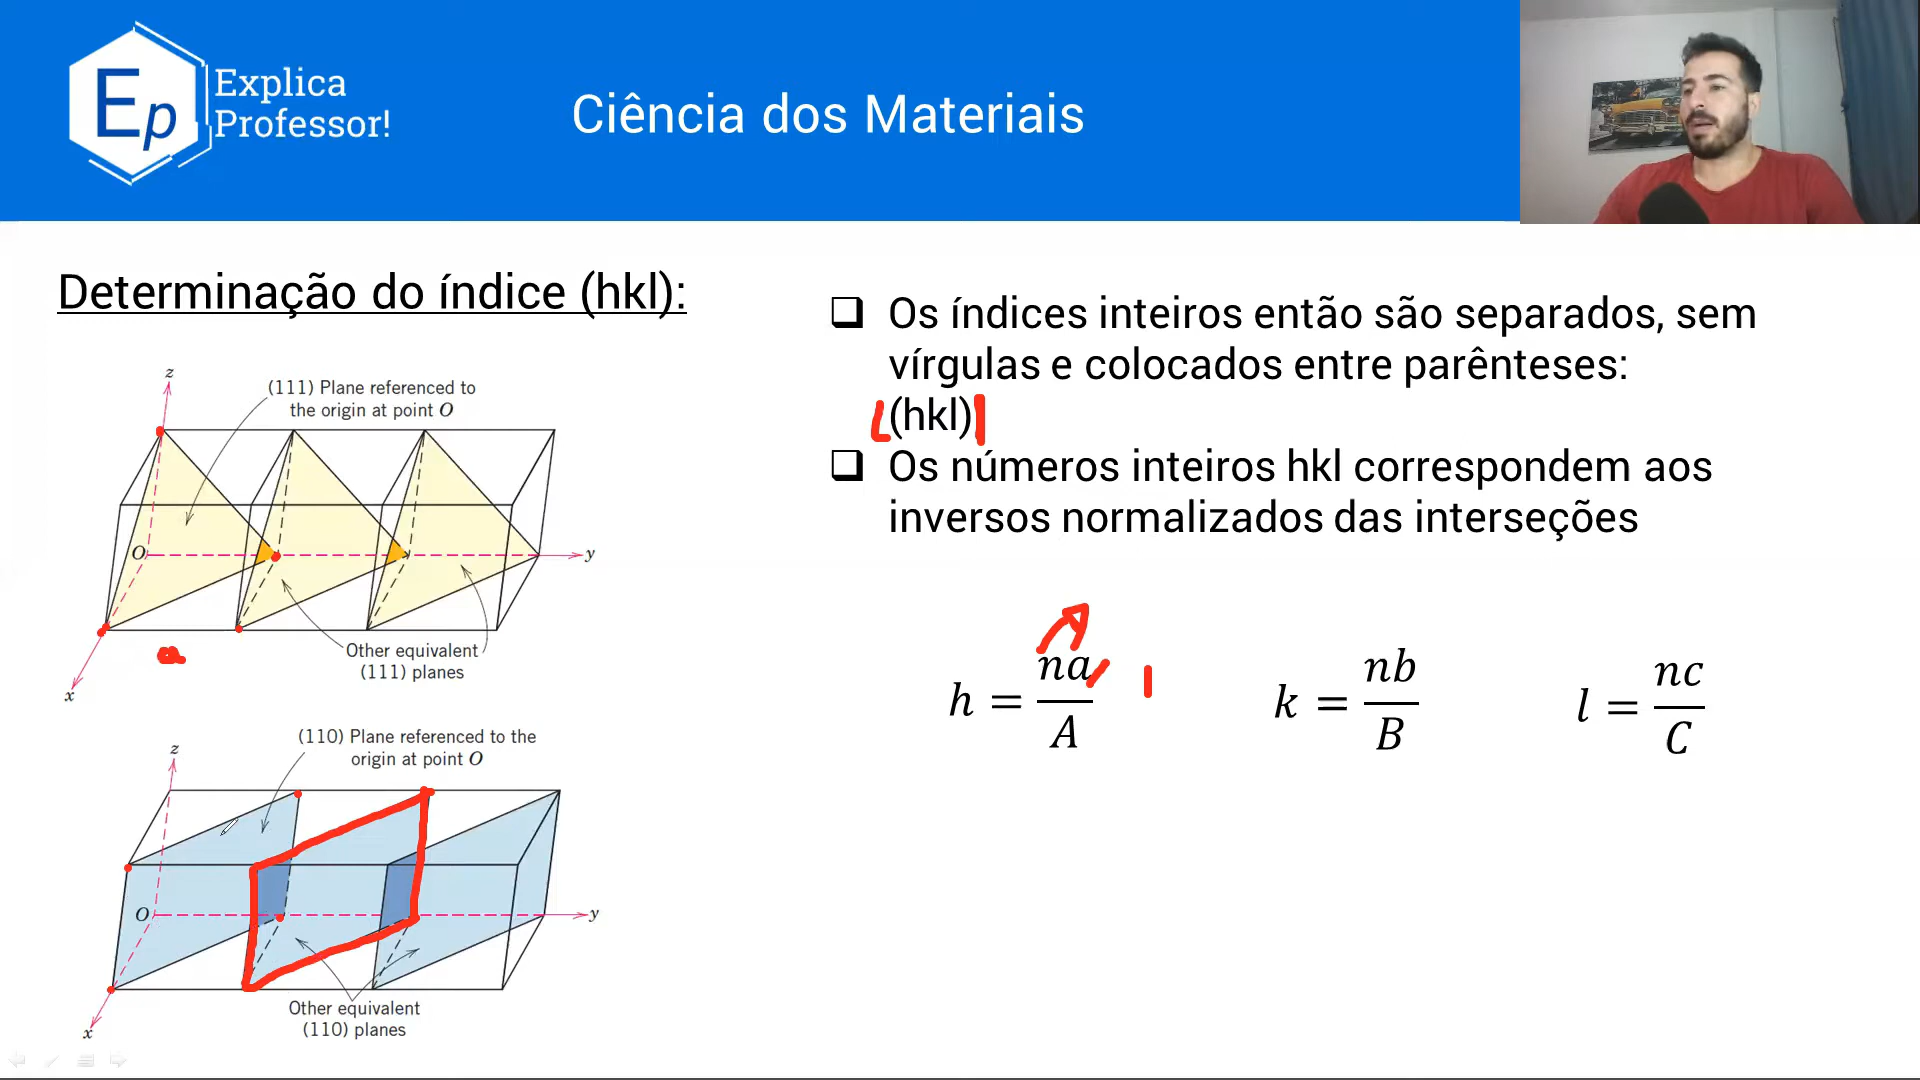 Ep
Explica
Professor!
Ciência dos Materiais
Determinação do índice (hkl):
z
(111) Plane referenced to
the origin at point O
O
y
Other equivalent
(111) planes
x
z
(110) Plane referenced to the
origin at point O
O
y
Other equivalent
(110) planes
x
Os índices inteiros então são separados, sem
vírgulas e colocados entre parênteses:
(hkl)
Os números inteiros hkl correspondem aos
inversos normalizados das interseções
h = na/A
k = nb/B
l = nc/C